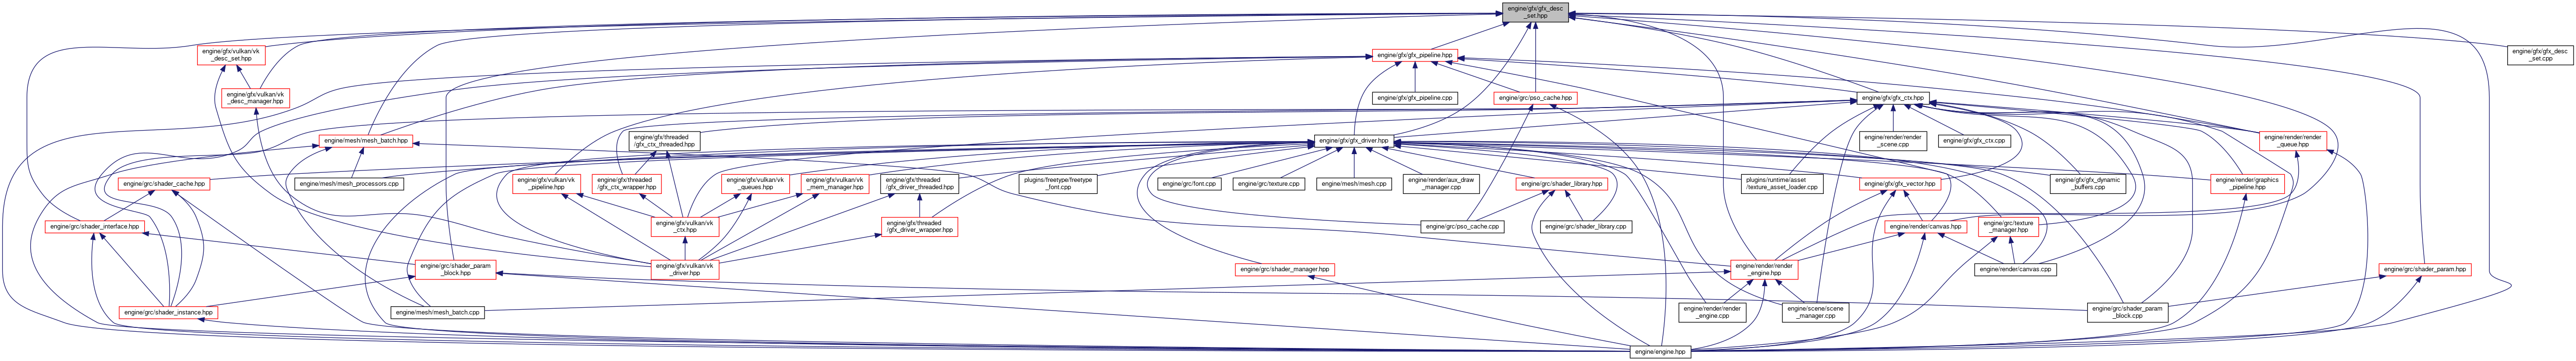 engine/gfx/gfx_desc
_set.hpp
engine/gfx/vulkan/vk
_desc_set.hpp
engine/gfx/gfx_pipeline.hpp
engine/gfx/gfx_desc
_set.cpp
engine/gfx/vulkan/vk
_desc_manager.hpp
engine/gfx/gfx_pipeline.cpp
engine/grc/pso_cache.hpp
engine/gfx/gfx_ctx.hpp
engine/mesh/mesh_batch.hpp
engine/gfx/threaded
/gfx_ctx_threaded.hpp
engine/gfx/gfx_driver.hpp
engine/render/render
_scene.cpp
engine/gfx/gfx_ctx.cpp
engine/render/render
_queue.hpp
engine/grc/shader_cache.hpp
engine/mesh/mesh_processors.cpp
engine/gfx/vulkan/vk
_pipeline.hpp
engine/gfx/threaded
/gfx_ctx_wrapper.hpp
engine/gfx/vulkan/vk
_queues.hpp
engine/gfx/vulkan/vk
_mem_manager.hpp
engine/gfx/threaded
/gfx_driver_threaded.hpp
plugins/freetype/freetype
_font.cpp
engine/grc/font.cpp
engine/grc/texture.cpp
engine/mesh/mesh.cpp
engine/render/aux_draw
_manager.cpp
plugins/runtime/asset
/texture_asset_loader.cpp
engine/grc/shader_library.hpp
engine/gfx/gfx_vector.hpp
engine/gfx/gfx_dynamic
_buffers.cpp
engine/render/graphics
_pipeline.hpp
engine/grc/shader_interface.hpp
engine/gfx/vulkan/vk
_ctx.hpp
engine/gfx/threaded
/gfx_driver_wrapper.hpp
engine/grc/pso_cache.cpp
engine/grc/shader_library.cpp
engine/render/canvas.hpp
engine/grc/texture
_manager.hpp
engine/grc/shader_param
_block.hpp
engine/gfx/vulkan/vk
_driver.hpp
engine/grc/shader_manager.hpp
engine/render/render
_engine.hpp
engine/render/canvas.cpp
engine/grc/shader_param.hpp
engine/grc/shader_instance.hpp
engine/mesh/mesh_batch.cpp
engine/render/render
_engine.cpp
engine/scene/scene
_manager.cpp
engine/grc/shader_param
_block.cpp
engine/engine.hpp